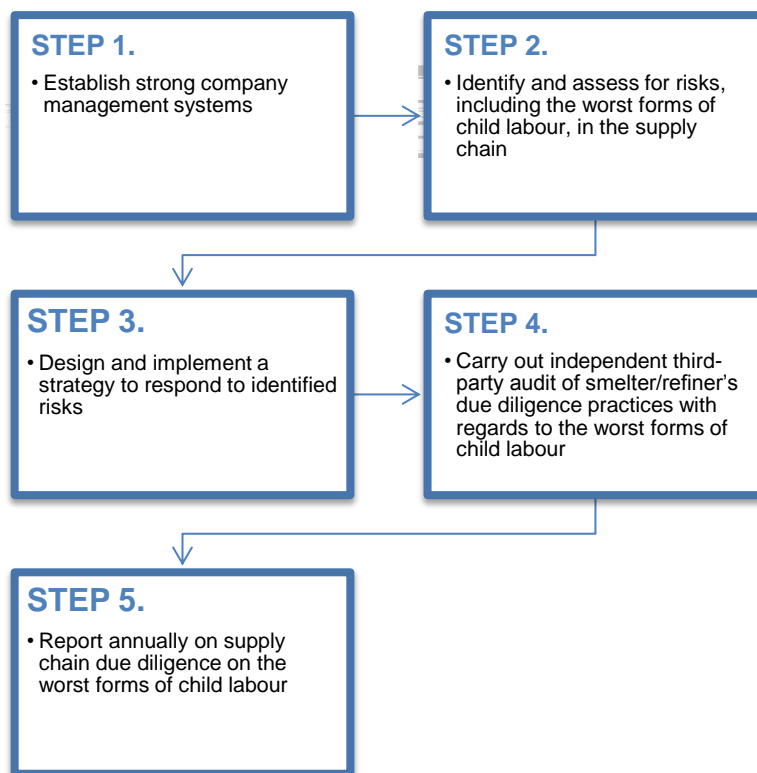 STEP 1.
• Establish strong company
management systems
STEP 2.
• Identify and assess for risks,
including the worst forms of
child labour, in the supply
chain
STEP 3.
• Design and implement a
strategy to respond to identified
risks
STEP 4.
• Carry out independent third-
party audit of smelter/refiner's
due diligence practices with
regards to the worst forms of
child labour
STEP 5.
• Report annually on supply
chain due diligence on the
worst forms of child labour